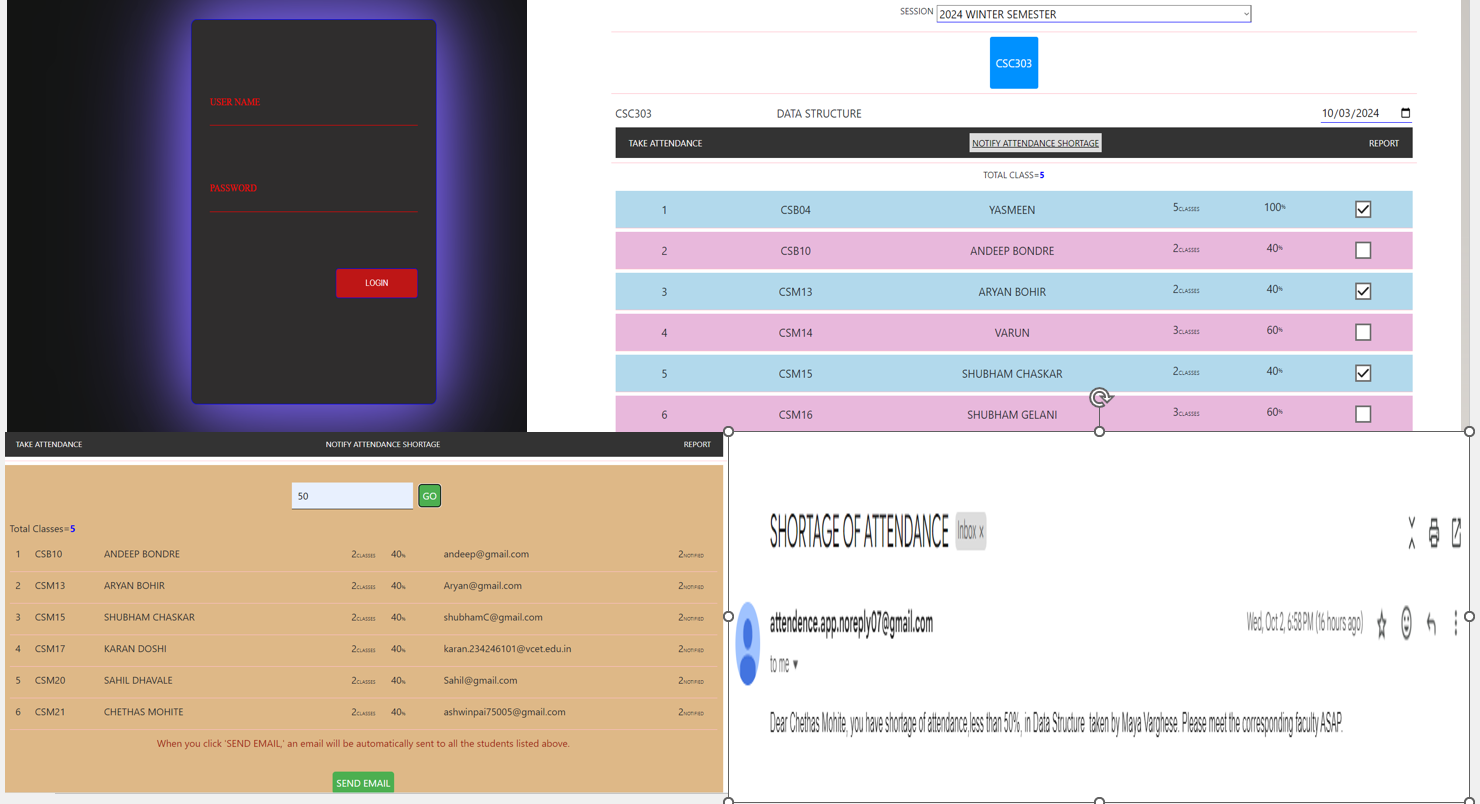 USER NAME
PASSWORD
LOGIN
SESSION 2024 WINTER SEMESTER
CSC303
CSC303 DATA STRUCTURE 10/03/2024
TAKE ATTENDANCE NOTIFY ATTENDANCE SHORTAGE REPORT
TOTAL CLASS=5
1 CSB04 YASMEEN 5CLASSES 100%
2 CSB10 ANDEEP BONDRE 2CLASSES 40%
3 CSM13 ARYAN BOHIR 2CLASSES 40%
4 CSM14 VARUN 3CLASSES 60%
5 CSM15 SHUBHAM CHASKAR 2CLASSES 40%
6 CSM16 SHUBHAM GELANI 3CLASSES 60%
TAKE ATTENDANCE NOTIFY ATTENDANCE SHORTAGE REPORT
50 GO
Total Classes=5
1 CSB10 ANDEEP BONDRE 2CLASSES 40% andeep@gmail.com 2NOTIFIED
2 CSM13 ARYAN BOHIR 2CLASSES 40% Aryan@gmail.com 2NOTIFIED
3 CSM15 SHUBHAM CHASKAR 2CLASSES 40% shubhamC@gmail.com 2NOTIFIED
4 CSM17 KARAN DOSHI 2CLASSES 40% karan.234246101@vcet.edu.in 2NOTIFIED
5 CSM20 SAHIL DHAVALE 2CLASSES 40% Sahil@gmail.com 2NOTIFIED
6 CSM21 CHETHAS MOHITE 2CLASSES 40% ashwinpai75005@gmail.com 2NOTIFIED
When you click 'SEND EMAIL,' an email will be automatically sent to all the students listed above.
SEND EMAIL
SHORTAGE OF ATTENDANCE Inbox x
attendence.app.noreply07@gmail.com Wed, Oct 2, 6:58 PM (16 hours ago)
to me
Dear Chethas Mohite, you have shortage of attendance,less than 50%, in Data Structure taken by Maya Varghese. Please meet the corresponding faculty ASAP.